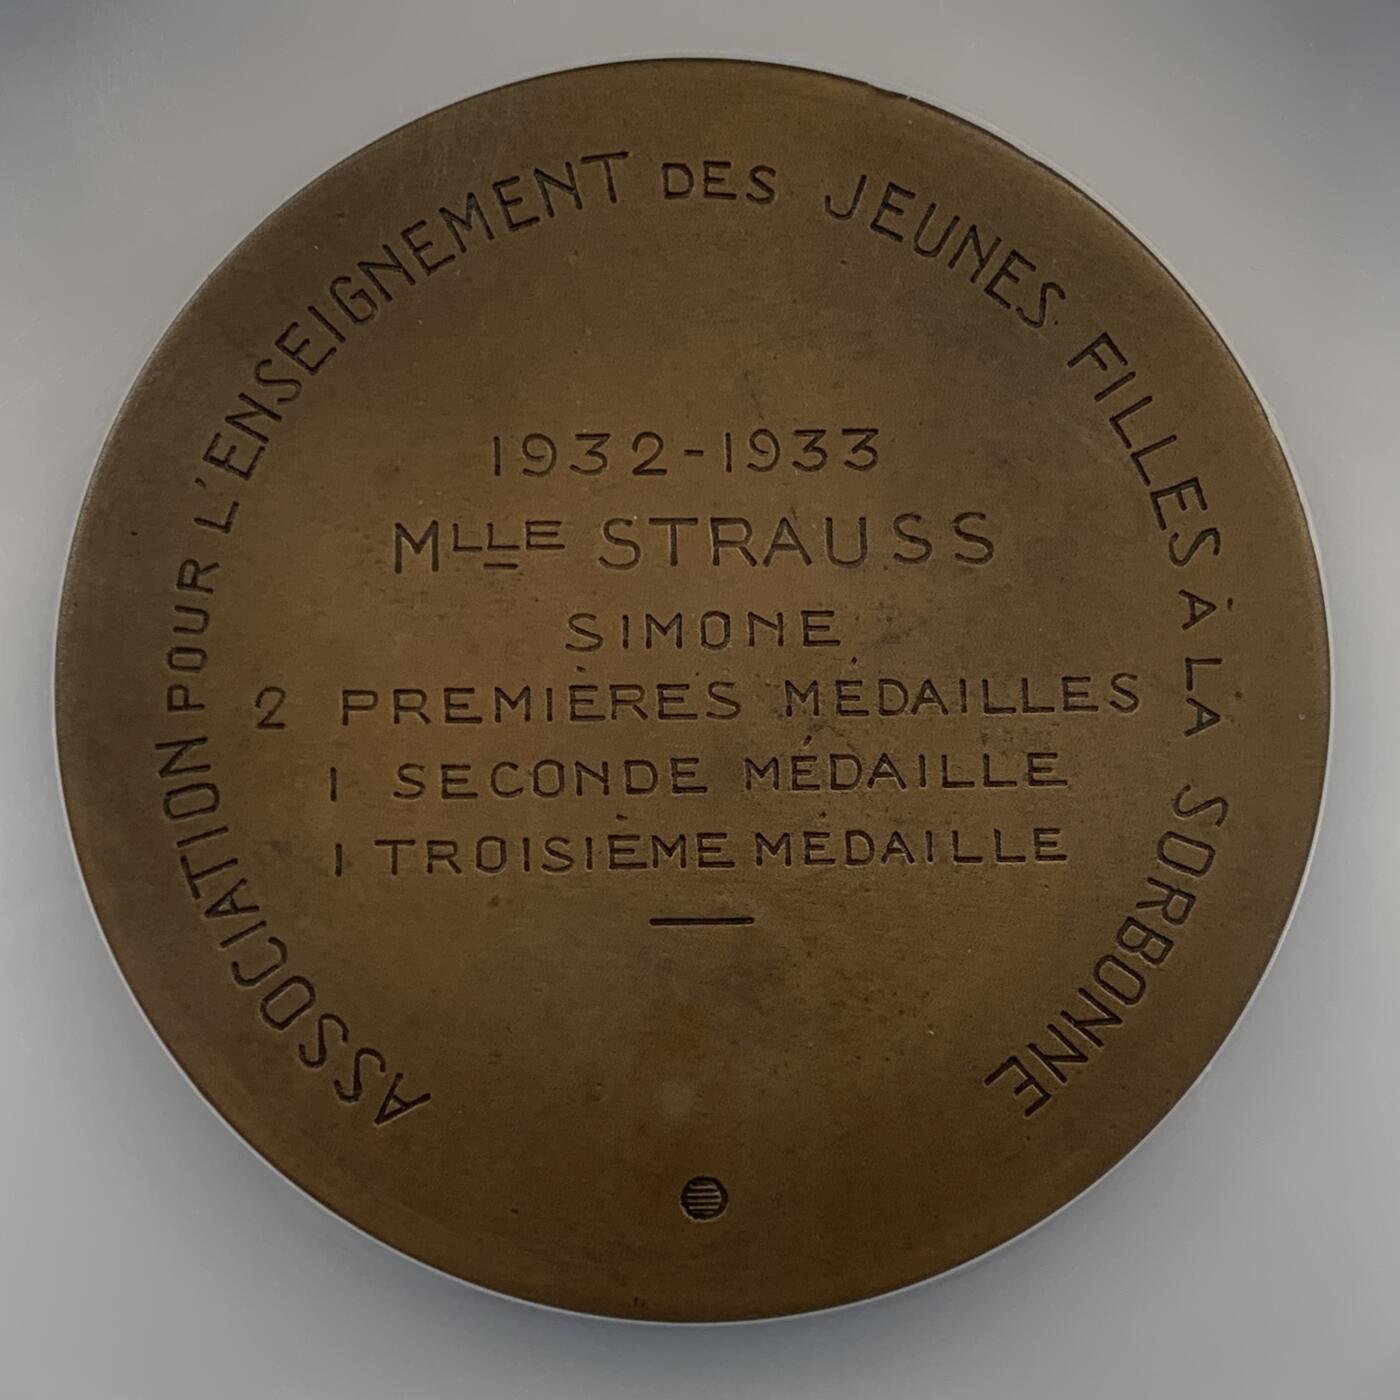 ASSOCIATION POUR L'ENSEIGNEMENT DES JEUNES FILLES À LA SORBONNE
1932-1933
MLLE STRAUSS
SIMONE
2 PREMIÈRES MÉDAILLES
1 SECONDE MÉDAILLE
1 TROISIÈME MÉDAILLE